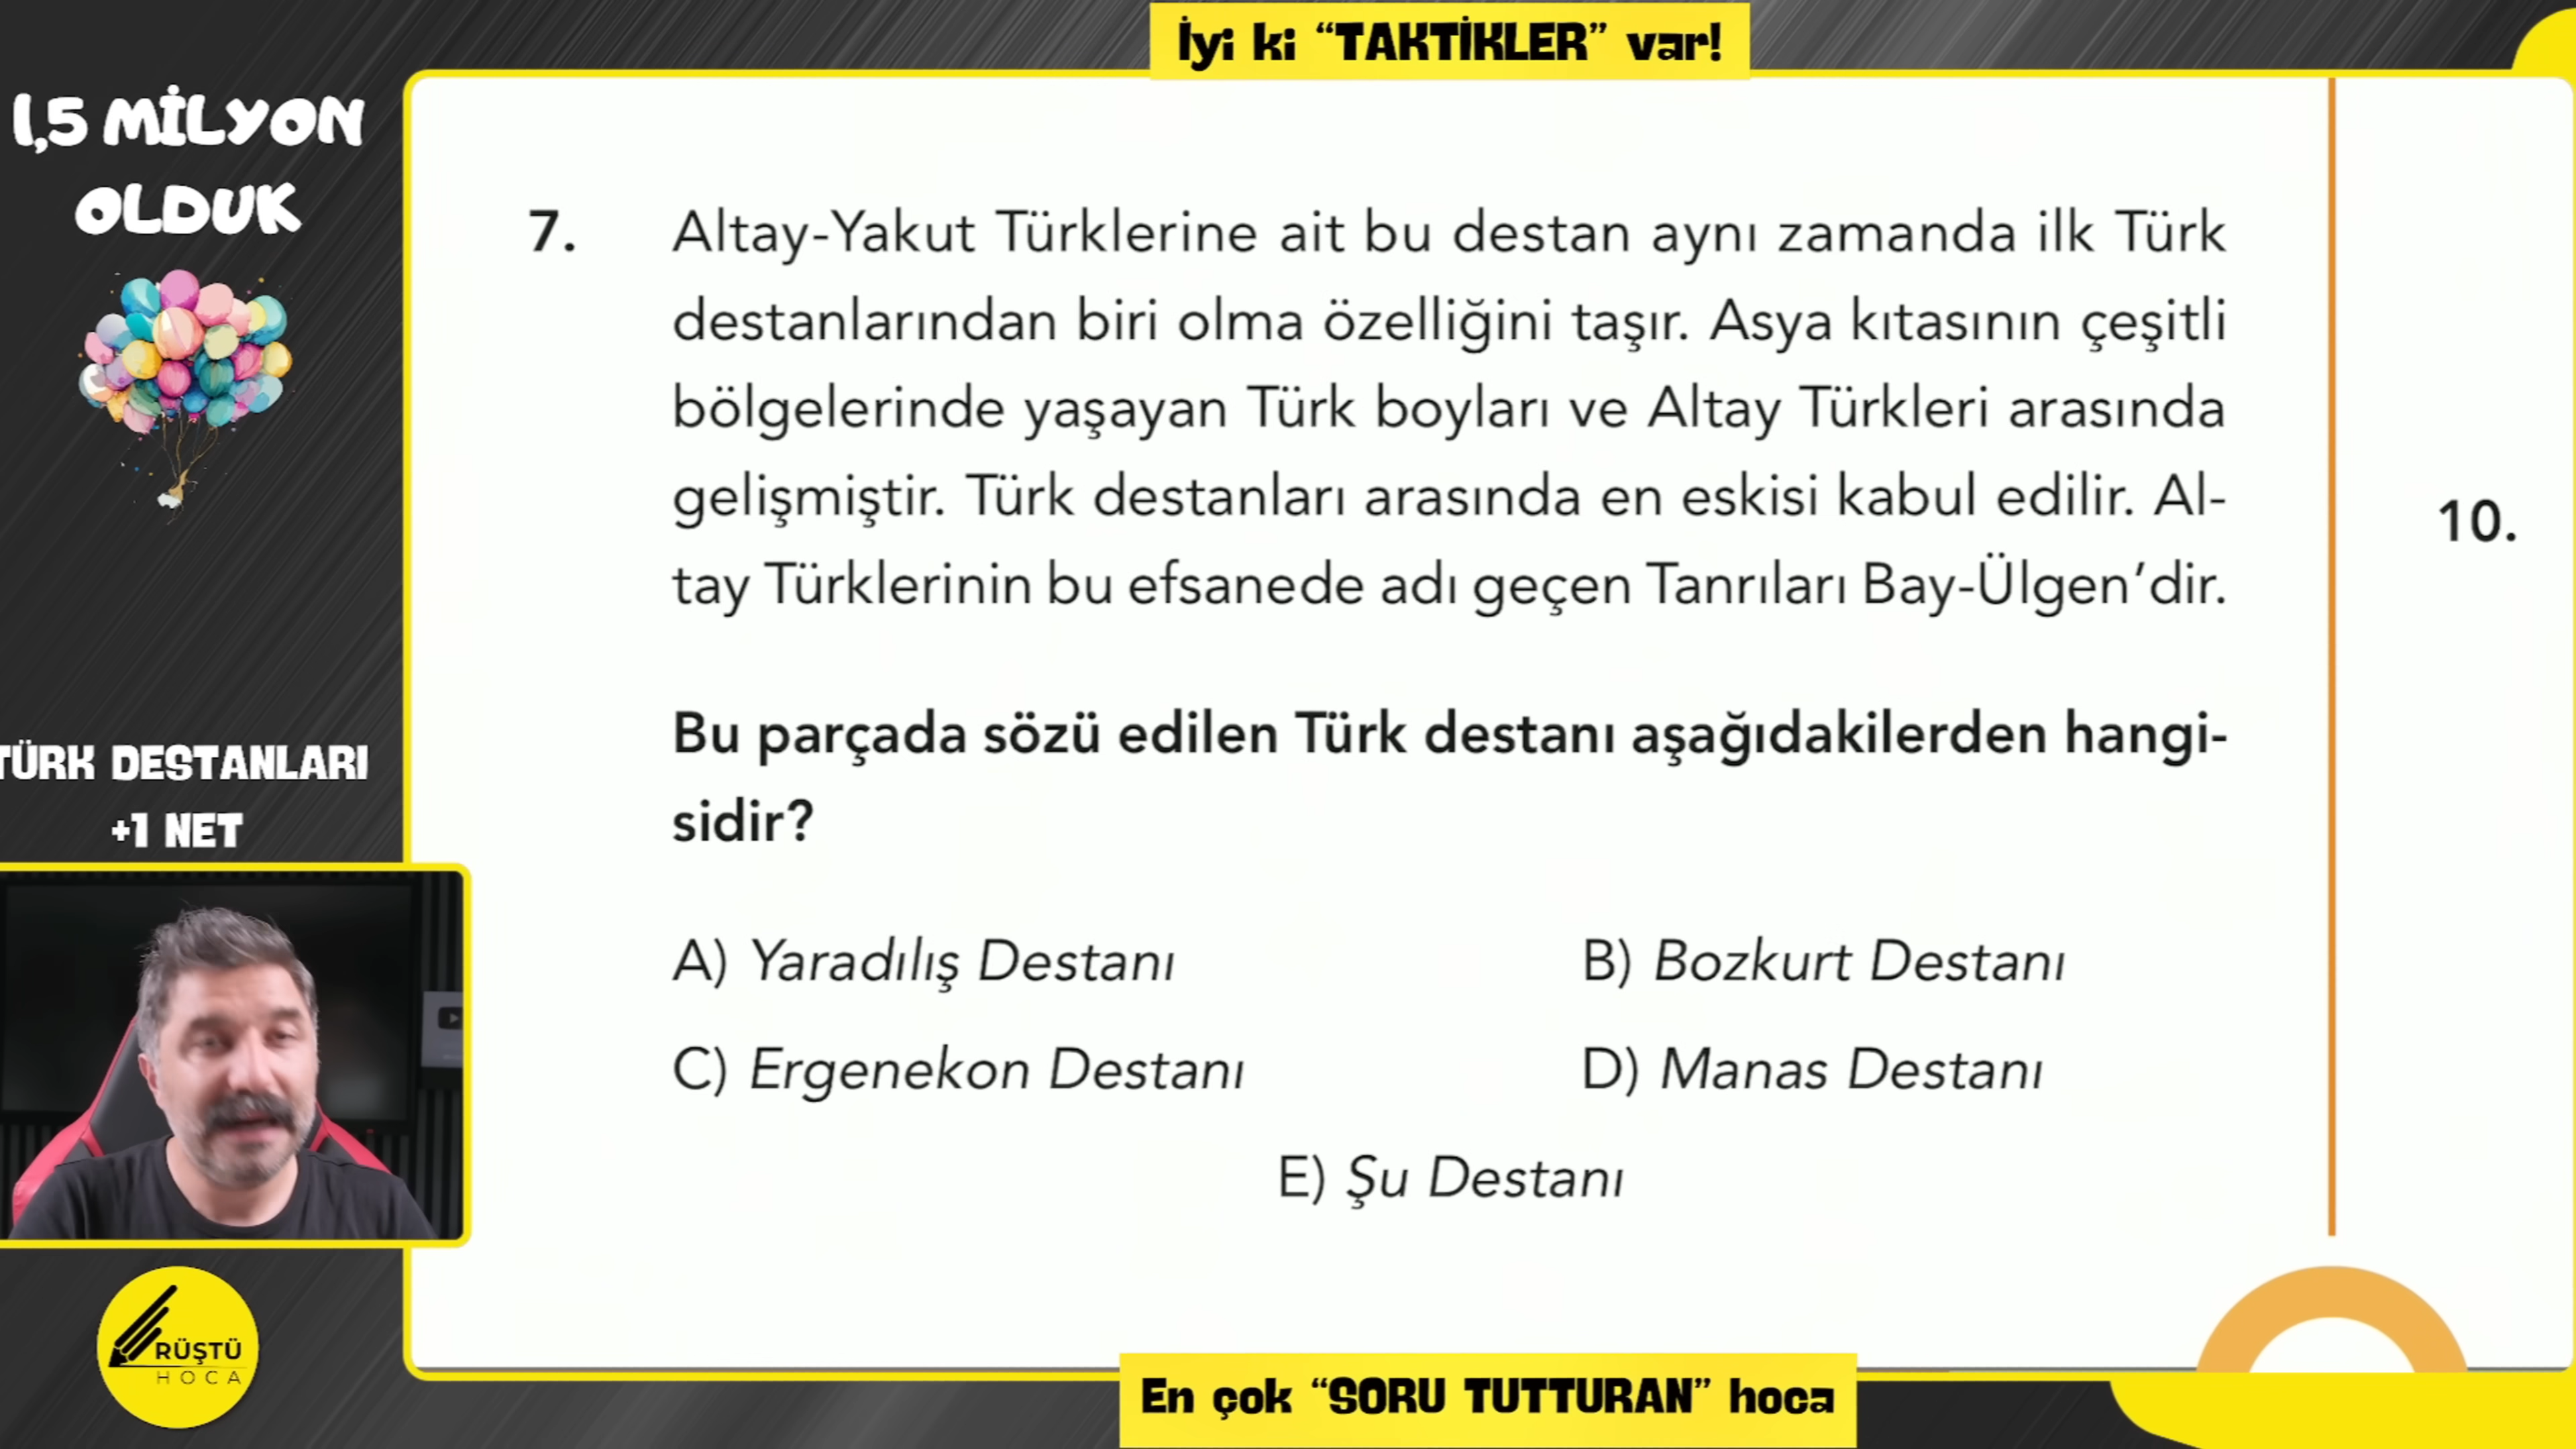 İyi ki “TAKTİKLER” var!
1,5 MİLYON
OLDUK
7. Altay-Yakut Türklerine ait bu destan aynı zamanda ilk Türk
destanlarından biri olma özelliğini taşır. Asya kıtasının çeşitli
bölgelerinde yaşayan Türk boyları ve Altay Türkleri arasında
gelişmiştir. Türk destanları arasında en eskisi kabul edilir. Al-
tay Türklerinin bu efsanede adı geçen Tanrıları Bay-Ülgen’dir.
Bu parçada sözü edilen Türk destanı aşağıdakilerden hangi-
sidir?
A) Yaradılış Destanı
B) Bozkurt Destanı
C) Ergenekon Destanı
D) Manas Destanı
E) Şu Destanı
10.
TÜRK DESTANLARI
+1 NET
RÜŞTÜ
HOCA
En çok “SORU TUTTURAN” hoca